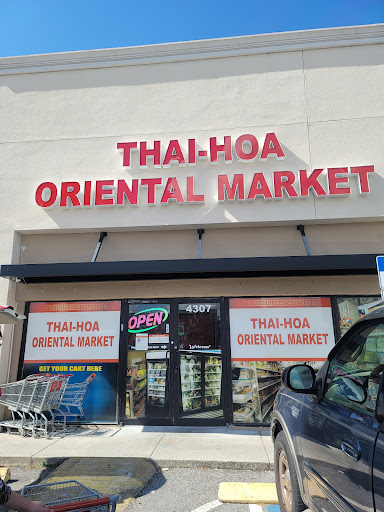 THAI-HOA
ORIENTAL MARKET
4307
OPEN
THAI-HOA
ORIENTAL MARKET
THAI-HOA
ORIENTAL MARKET
GET YOUR CART HERE